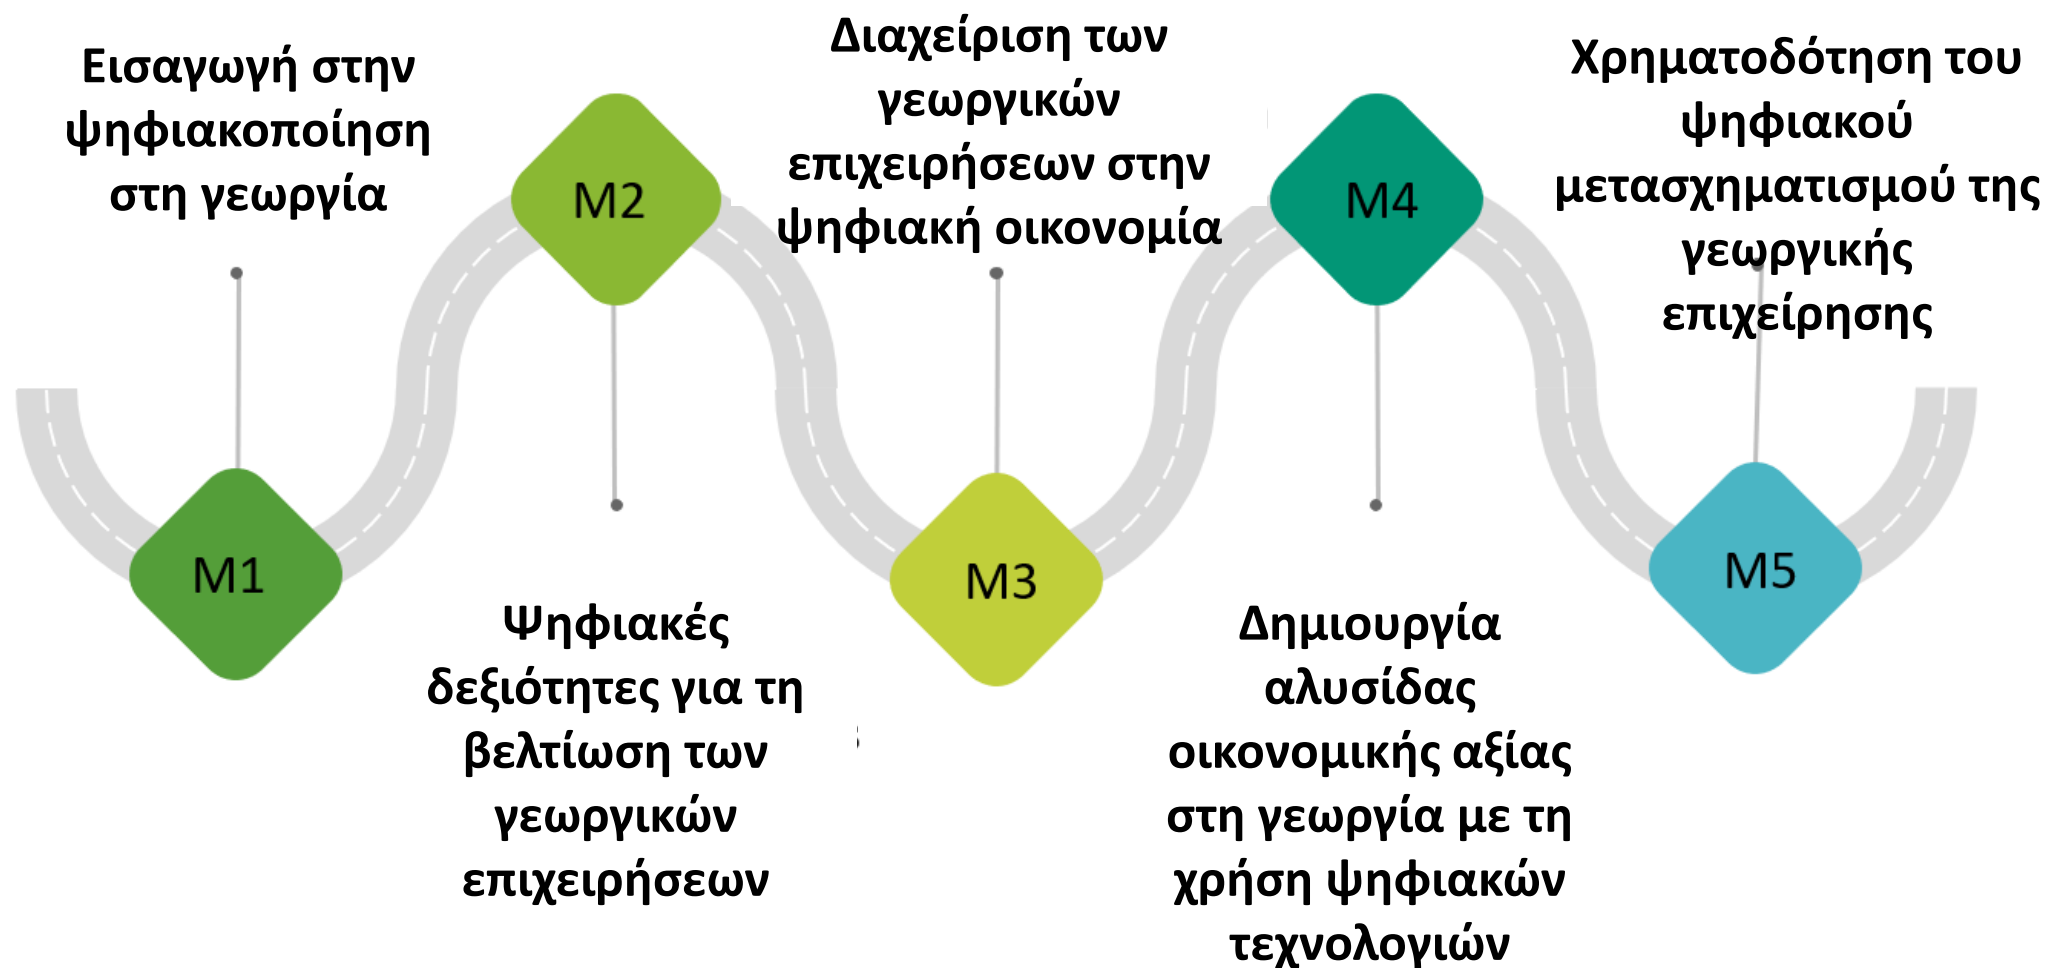 Εισαγωγή στην
ψηφιακοποίηση
στη γεωργία
M1
M2
Ψηφιακές
δεξιότητες για τη
βελτίωση των
γεωργικών
επιχειρήσεων
Διαχείριση των
γεωργικών
επιχειρήσεων στην
ψηφιακή οικονομία
M3
M4
Δημιουργία
αλυσίδας
οικονομικής αξίας
στη γεωργία με τη
χρήση ψηφιακών
τεχνολογιών
Χρηματοδότηση του
ψηφιακού
μετασχηματισμού της
γεωργικής
επιχείρησης
M5